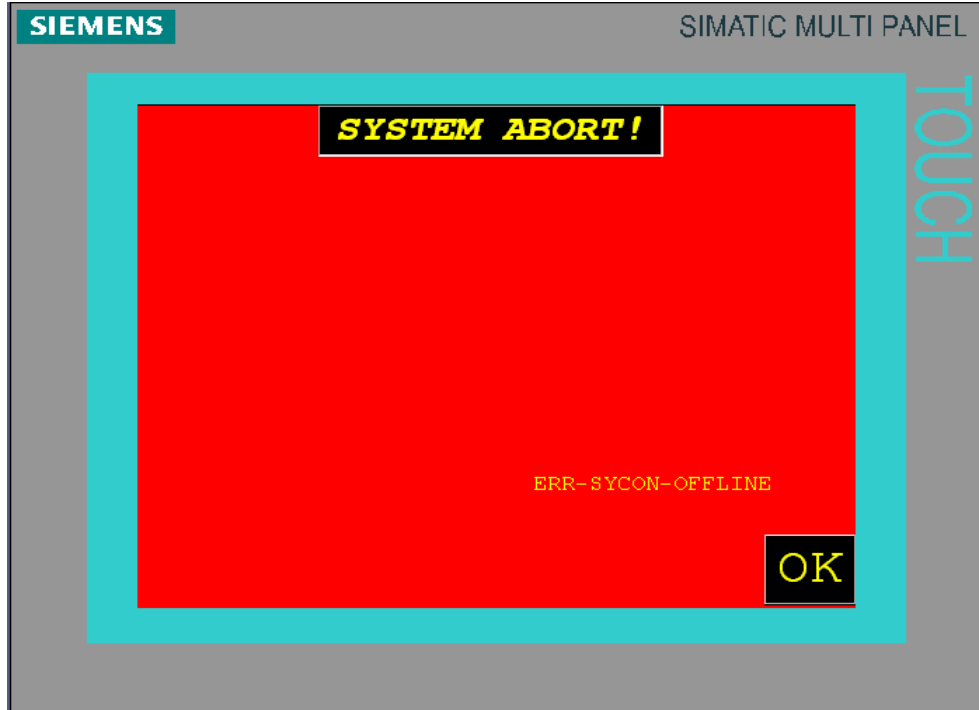 SIEMENS
SIMATIC MULTI PANEL
TOUCH
SYSTEM ABORT!
ERR-SYCON-OFFLINE
OK